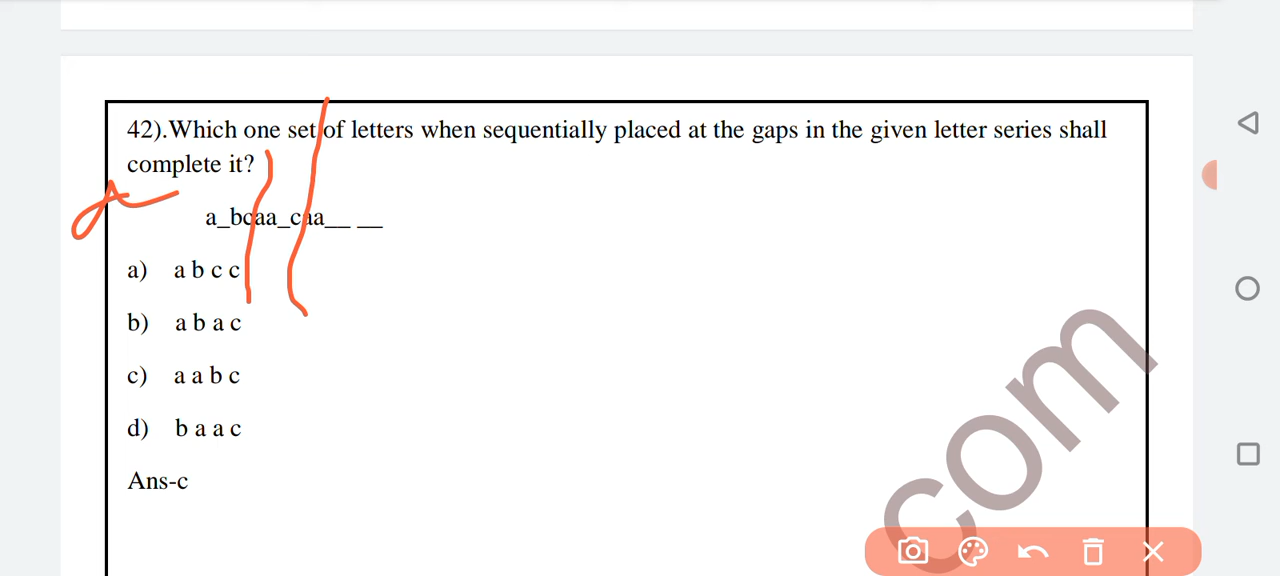 42).Which one set of letters when sequentially placed at the gaps in the given letter series shall
complete it?
a_bcaa_caa__ __
a) a b c c
b) a b a c
c) a a b c
d) b a a c
Ans-c
com